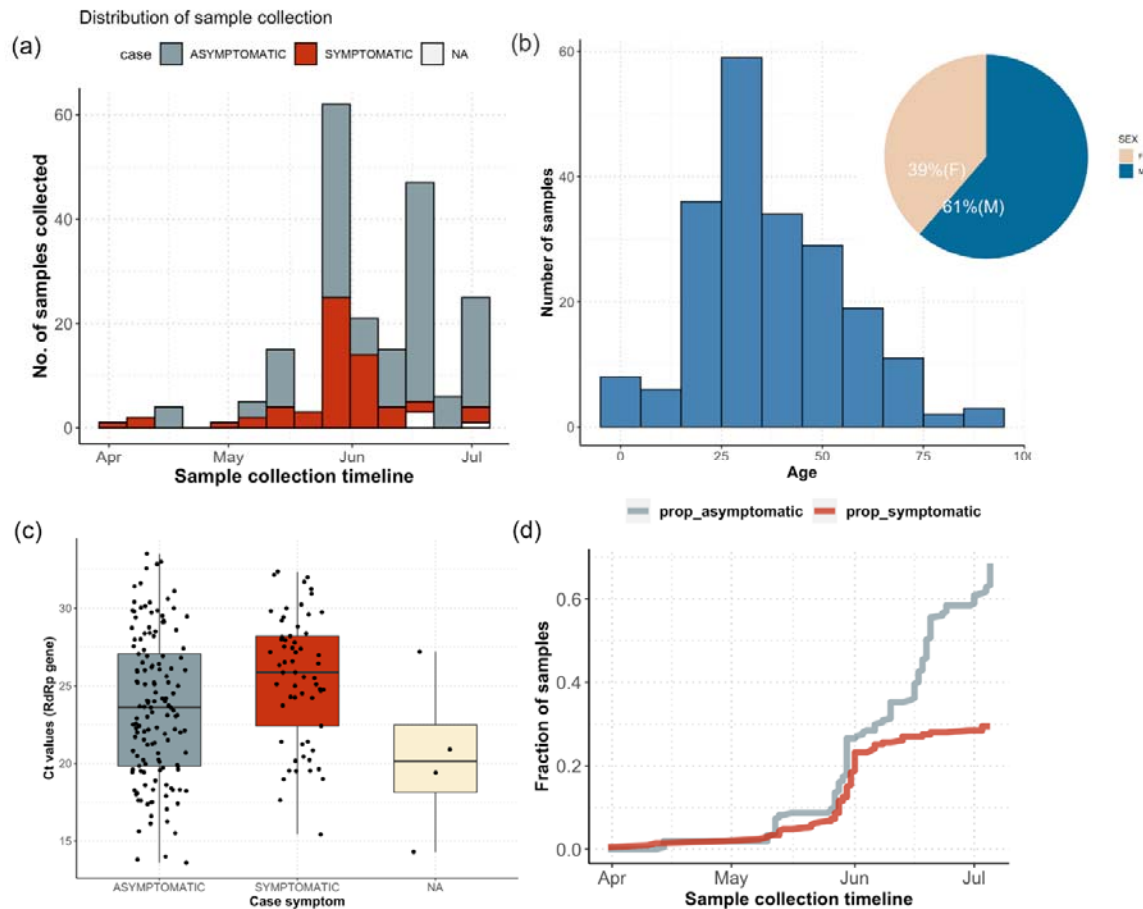 Distribution of sample collection
(a)
case ASYMPTOMATIC SYMPTOMATIC NA
60
40
20
0
No. of samples collected
Apr May Jun Jul
Sample collection timeline
(b)
60
40
20
0
Number of samples
0 25 50 75 100
Age
39%(F)
61%(M)
SEX
F
M
(c)
30
25
20
15
Ct values (RdRp gene)
ASYMPTOMATIC SYMPTOMATIC NA
Case symptom
prop_asymptomatic prop_symptomatic
(d)
0.6
0.4
0.2
0.0
Fraction of samples
Apr May Jun Jul
Sample collection timeline